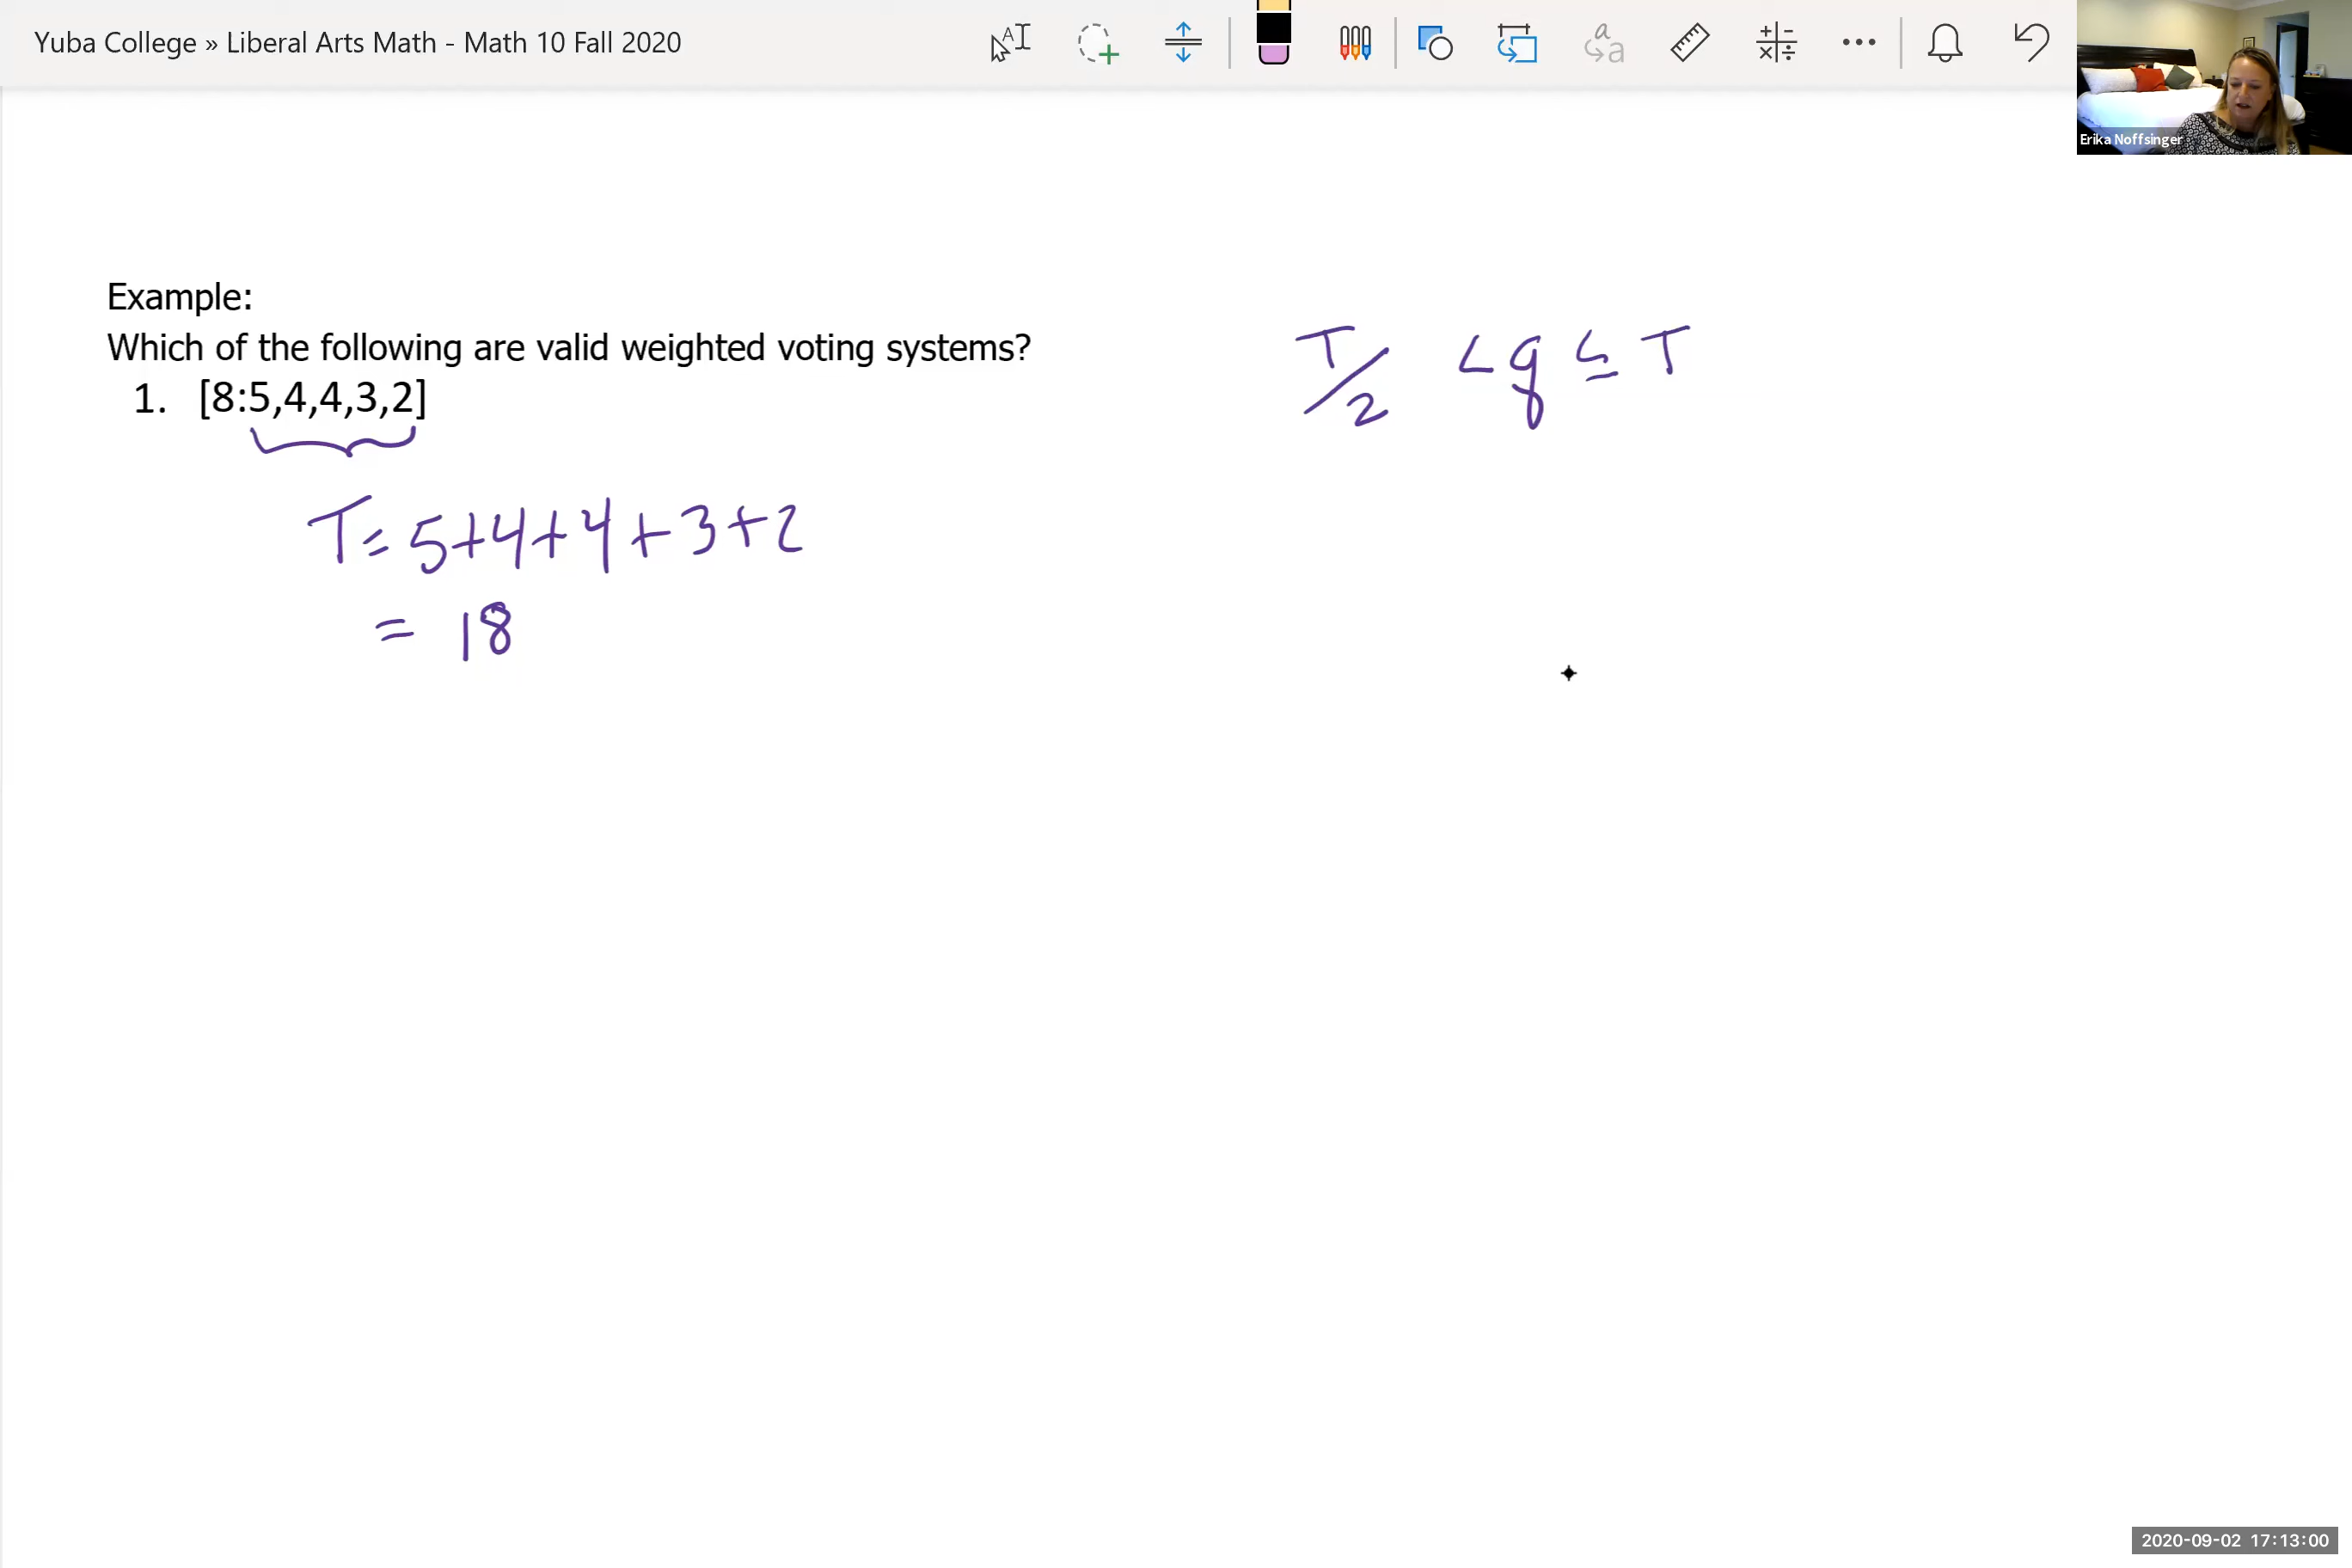 Yuba College » Liberal Arts Math - Math 10 Fall 2020
Erika Noffsinger
Example:
Which of the following are valid weighted voting systems?
1. [8:5,4,4,3,2]
T/2 < q ≤ T
T = 5+4+4+3+2
= 18
2020-09-02 17:13:00